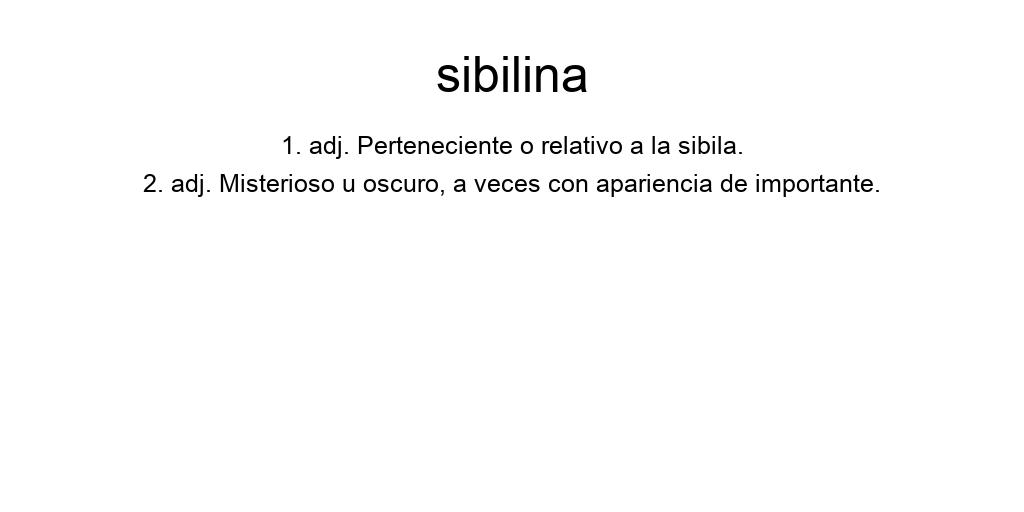 sibilina
1. adj. Perteneciente o relativo a la sibila.
2. adj. Misterioso u oscuro, a veces con apariencia de importante.